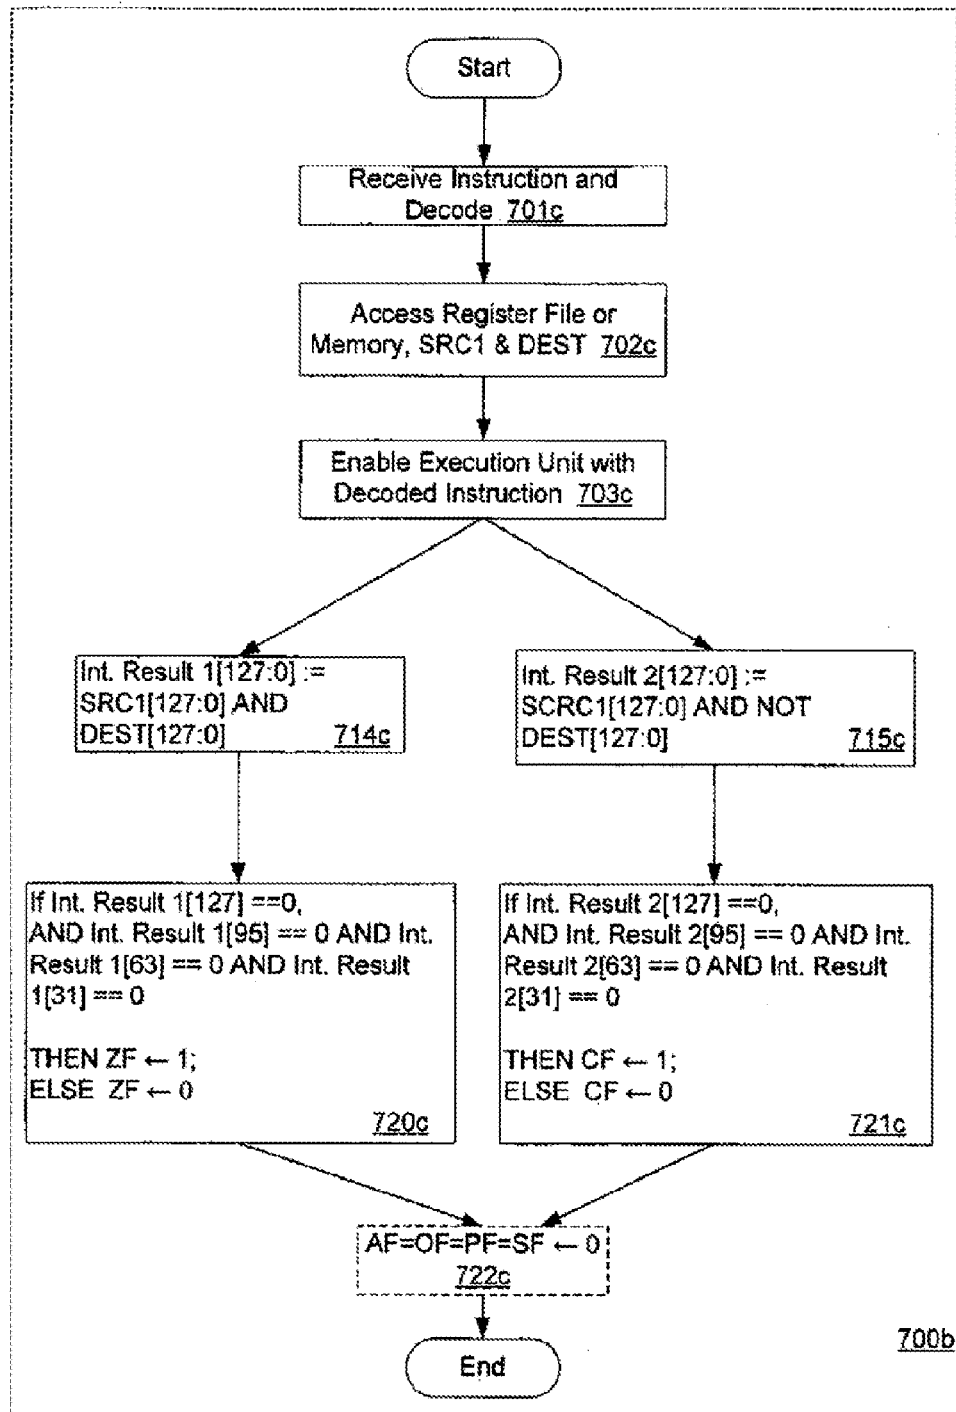 Start
Receive Instruction and
Decode 701c
Access Register File or
Memory, SRC1 & DEST 702c
Enable Execution Unit with
Decoded Instruction 703c
Int. Result 1[127:0] :=
SRC1[127:0] AND
DEST[127:0] 714c
Int. Result 2[127:0] :=
SCRC1[127:0] AND NOT
DEST[127:0] 715c
If Int. Result 1[127] ==0,
AND Int. Result 1[95] == 0 AND Int.
Result 1[63] == 0 AND Int. Result
1[31] == 0
THEN ZF ← 1;
ELSE ZF ← 0
720c
If Int. Result 2[127] ==0,
AND Int. Result 2[95] == 0 AND Int.
Result 2[63] == 0 AND Int. Result
2[31] == 0
THEN CF ← 1;
ELSE CF ← 0
721c
AF=OF=PF=SF ← 0
722c
End
700b